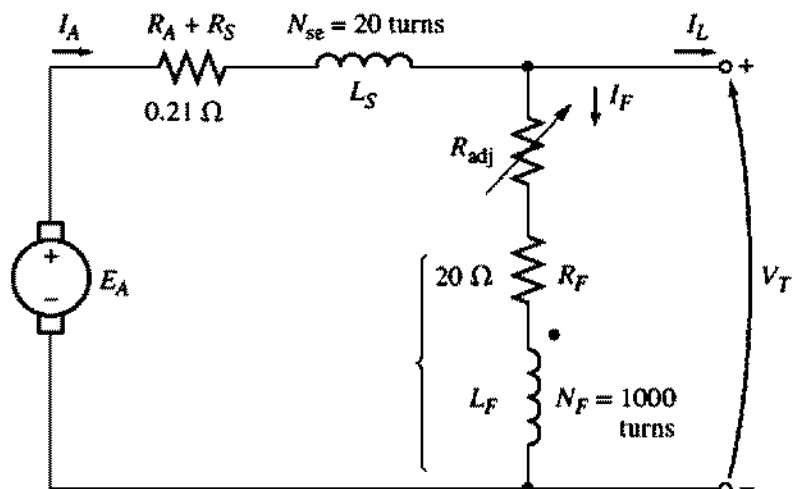 I_A
R_A + R_S
N_se = 20 turns
I_L
0.21 Ω
L_S
+
I_F
R_adj
+
−
E_A
20 Ω
R_F
V_T
L_F
N_F = 1000
turns
−